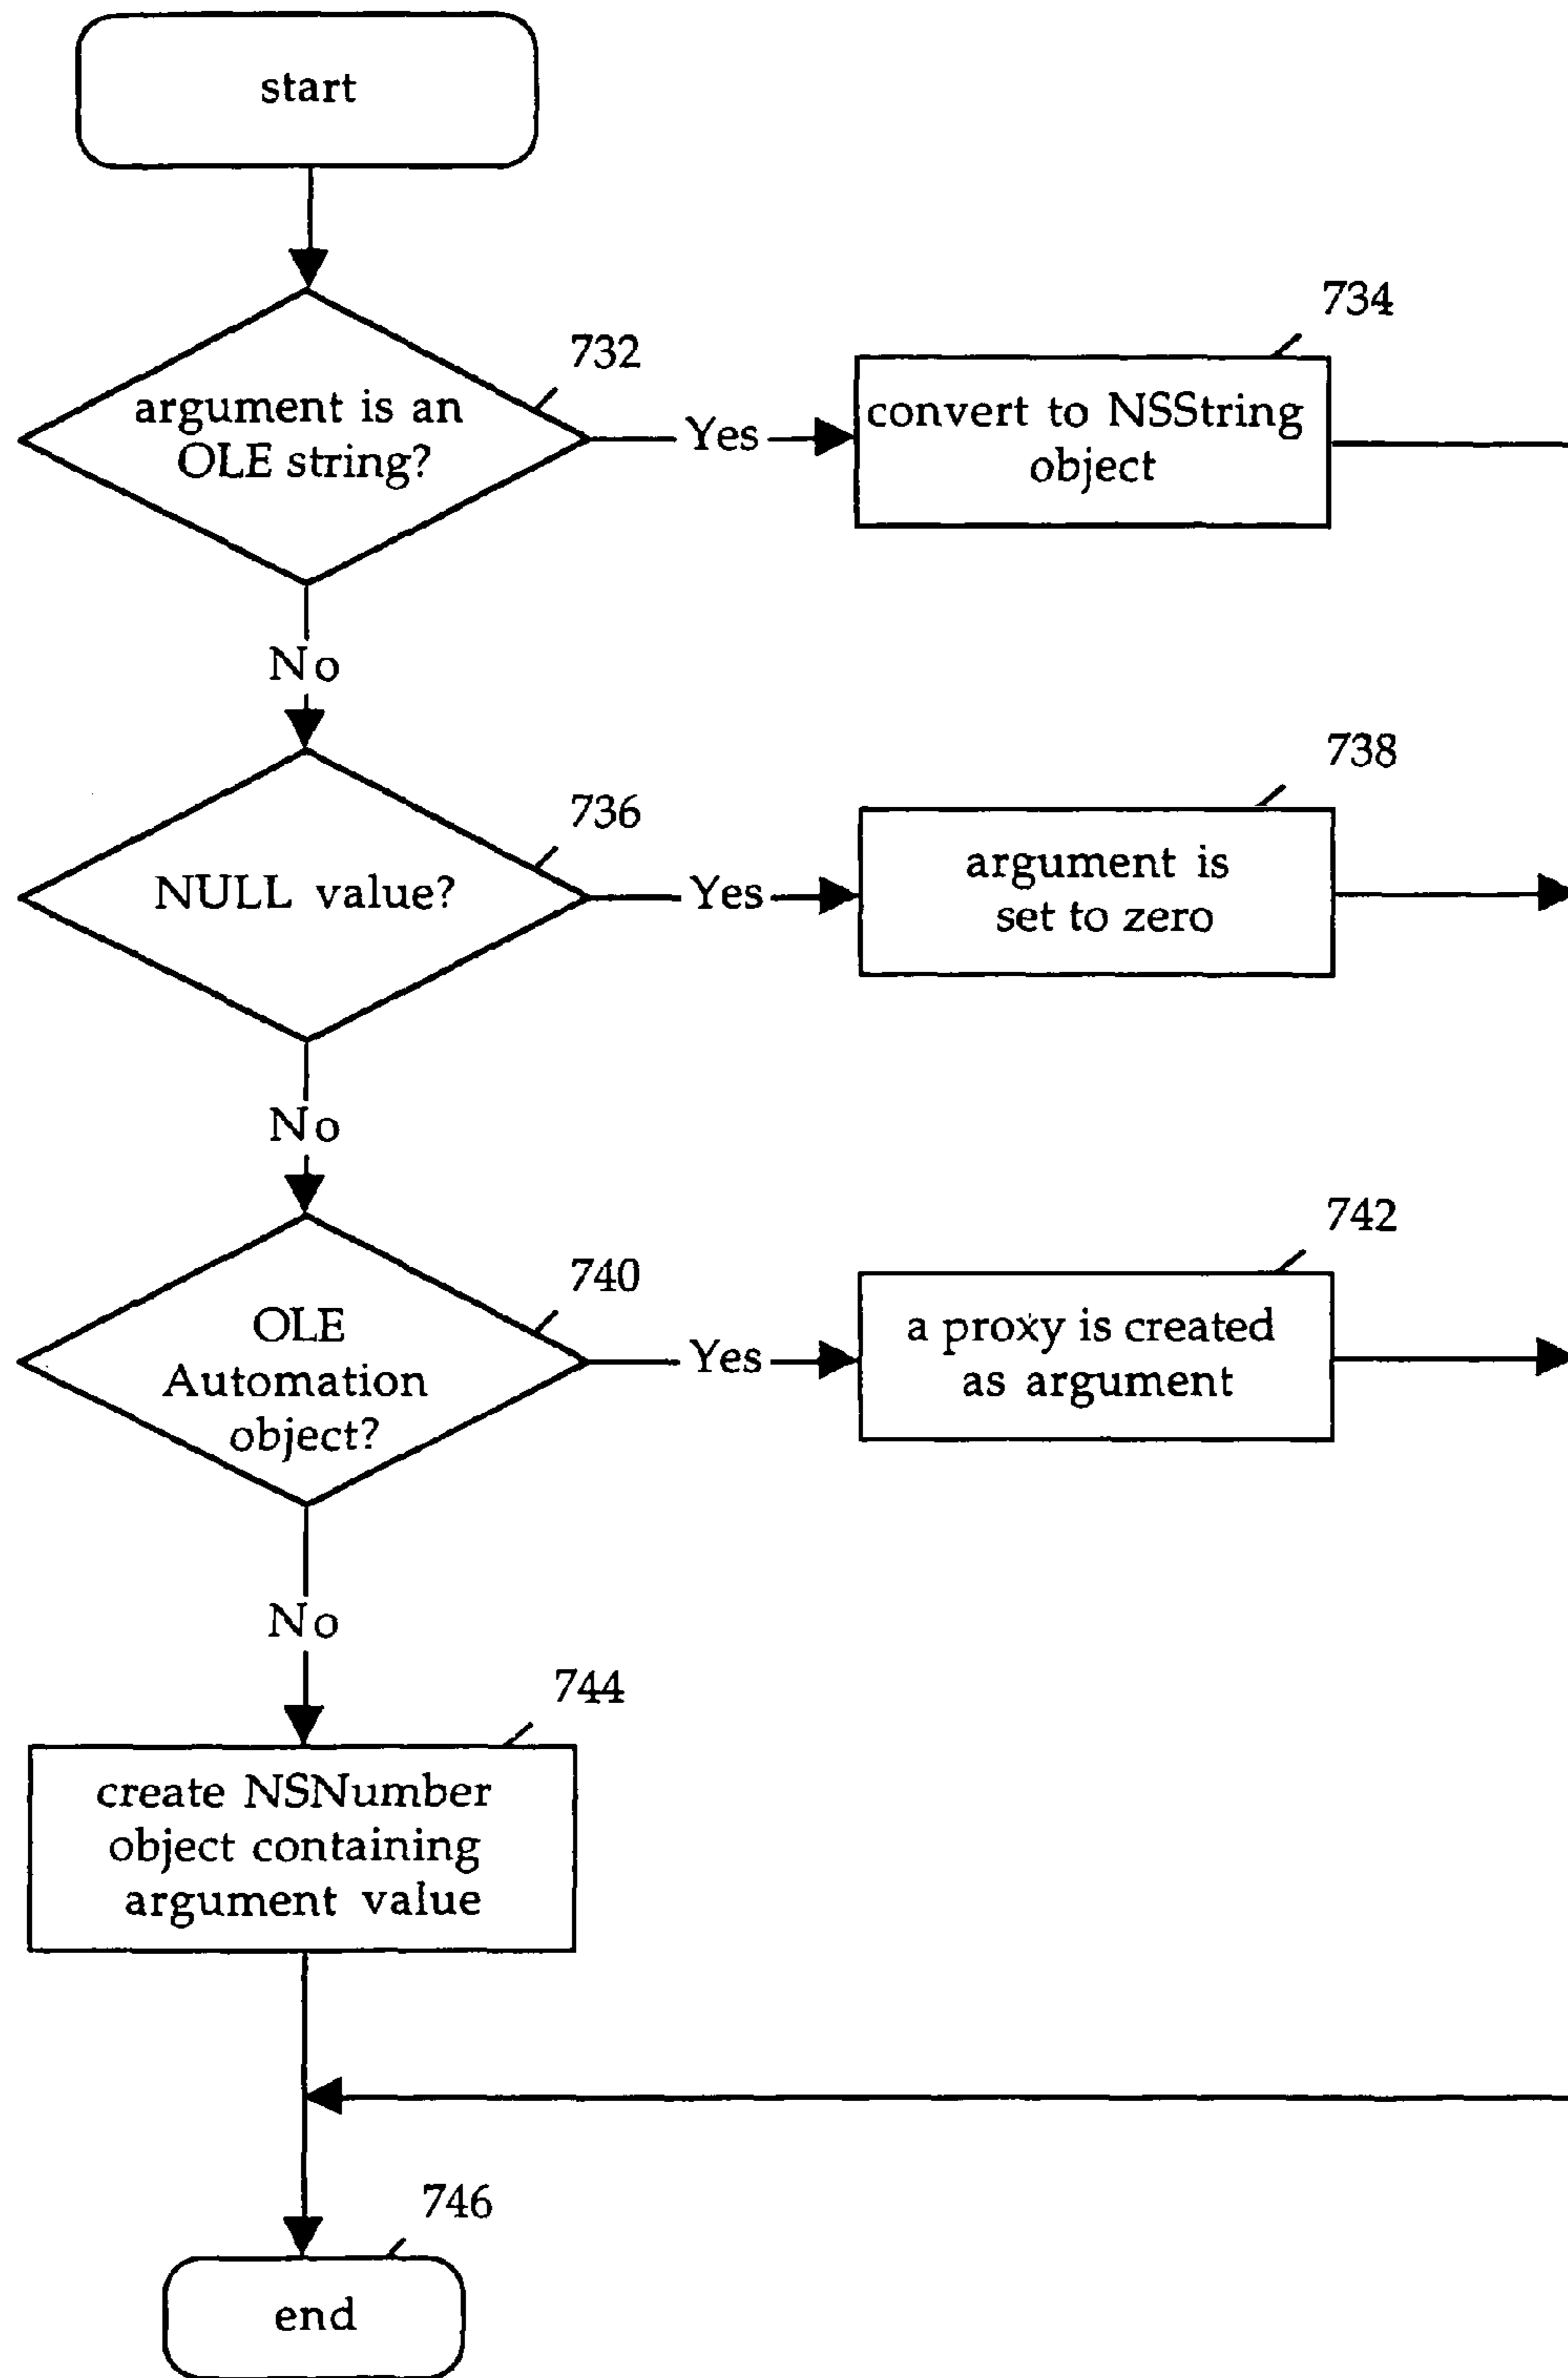 start
732
argument is an
OLE string?
Yes
734
convert to NSString
object
No
736
NULL value?
Yes
738
argument is
set to zero
No
740
OLE
Automation
object?
Yes
742
a proxy is created
as argument
No
744
create NSNumber
object containing
argument value
746
end